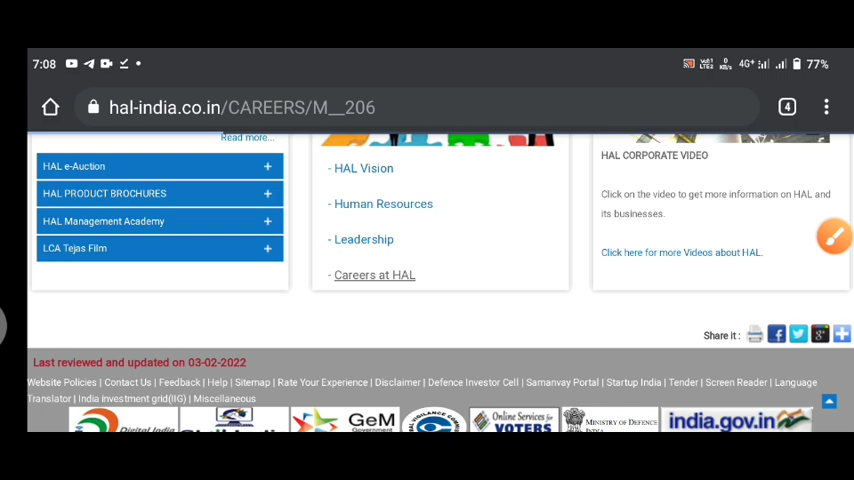 7:08
4G+ 77%
hal-india.co.in/CAREERS/M__206
4
Read more...
HAL e-Auction +
HAL PRODUCT BROCHURES +
HAL Management Academy +
LCA Tejas Film +
- HAL Vision
- Human Resources
- Leadership
- Careers at HAL
HAL CORPORATE VIDEO
Click on the video to get more information on HAL and
its businesses.
Click here for more Videos about HAL.
Share it :
Last reviewed and updated on 03-02-2022
Website Policies | Contact Us | Feedback | Help | Sitemap | Rate Your Experience | Disclaimer | Defence Investor Cell | Samanvay Portal | Startup India | Tender | Screen Reader | Language
Translator | India investment grid(IIG) | Miscellaneous
Digital India
GeM
Government
Online Services for
VOTERS
MINISTRY OF DEFENCE
india.gov.in